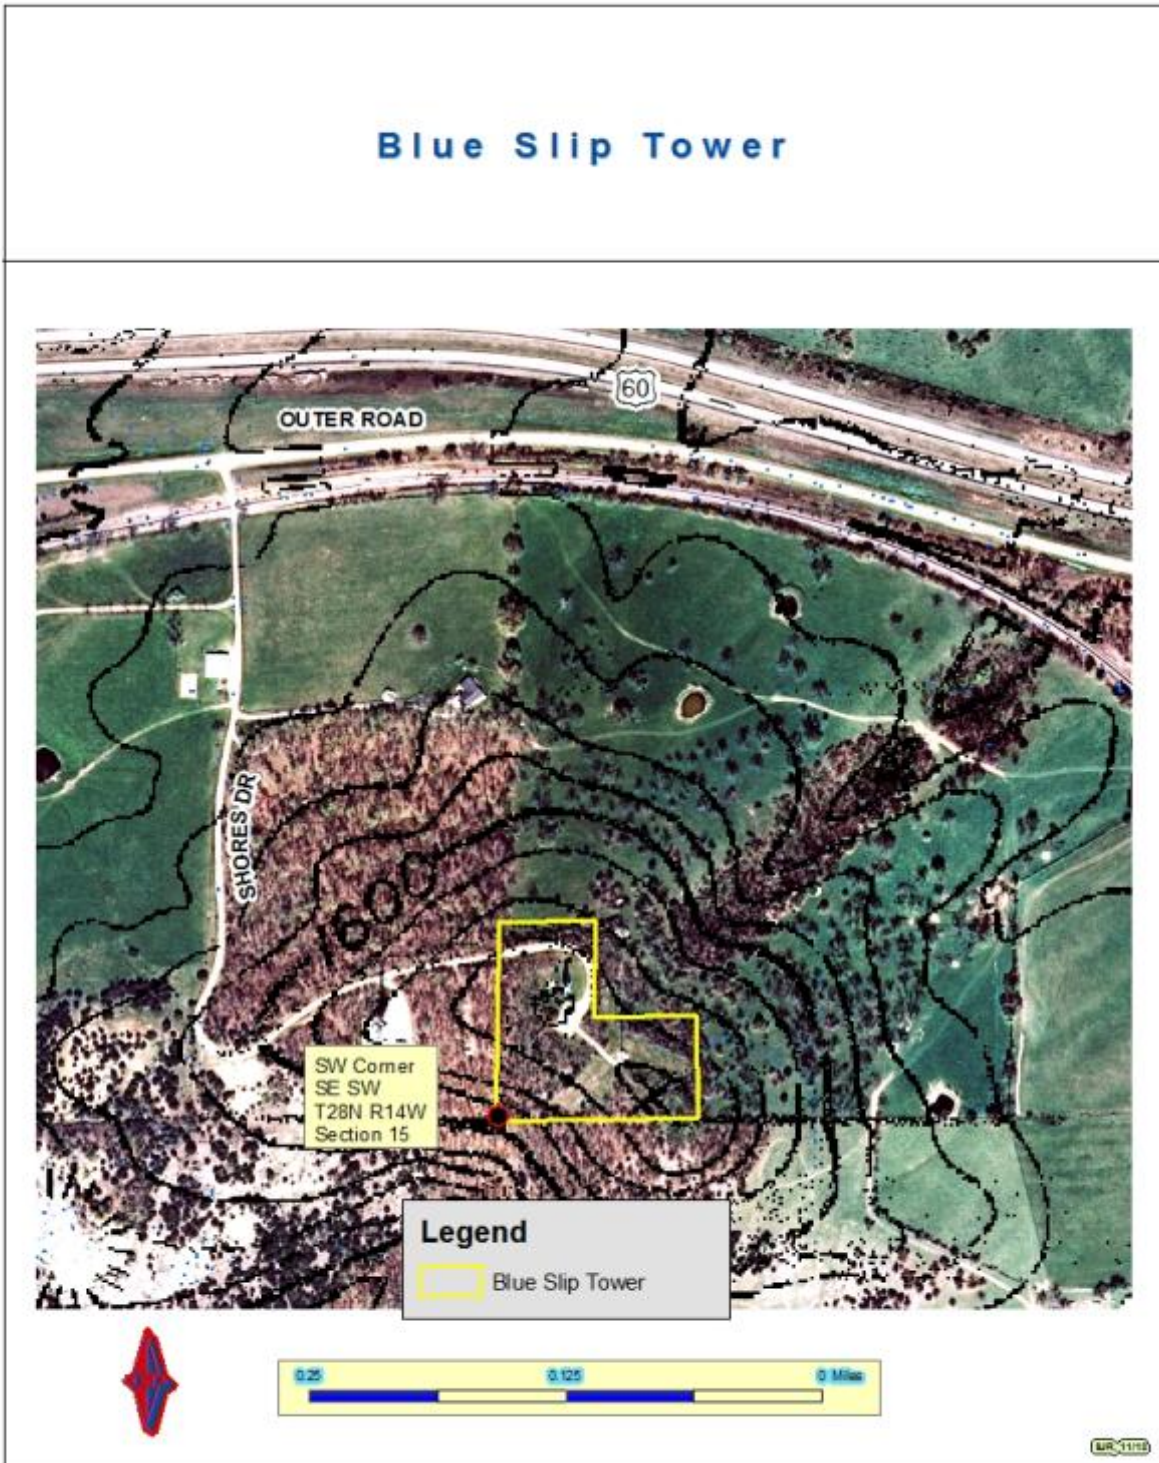 Blue Slip Tower
60
OUTER ROAD
SHORES DR
1600
SW Corner
SE SW
T28N R14W
Section 15
Legend
Blue Slip Tower
0.25 0.125 0 Miles